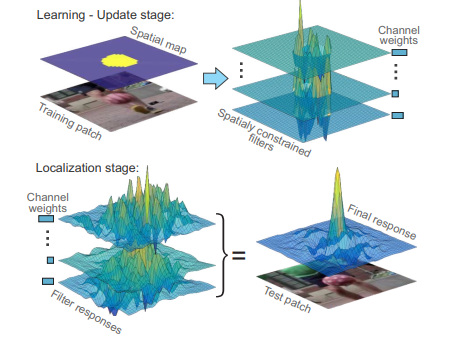 Learning - Update stage:
Spatial map
Training patch
Channel
weights
Spatialy constrained
filters
Localization stage:
Channel
weights
Filter responses
=
Final response
Test patch